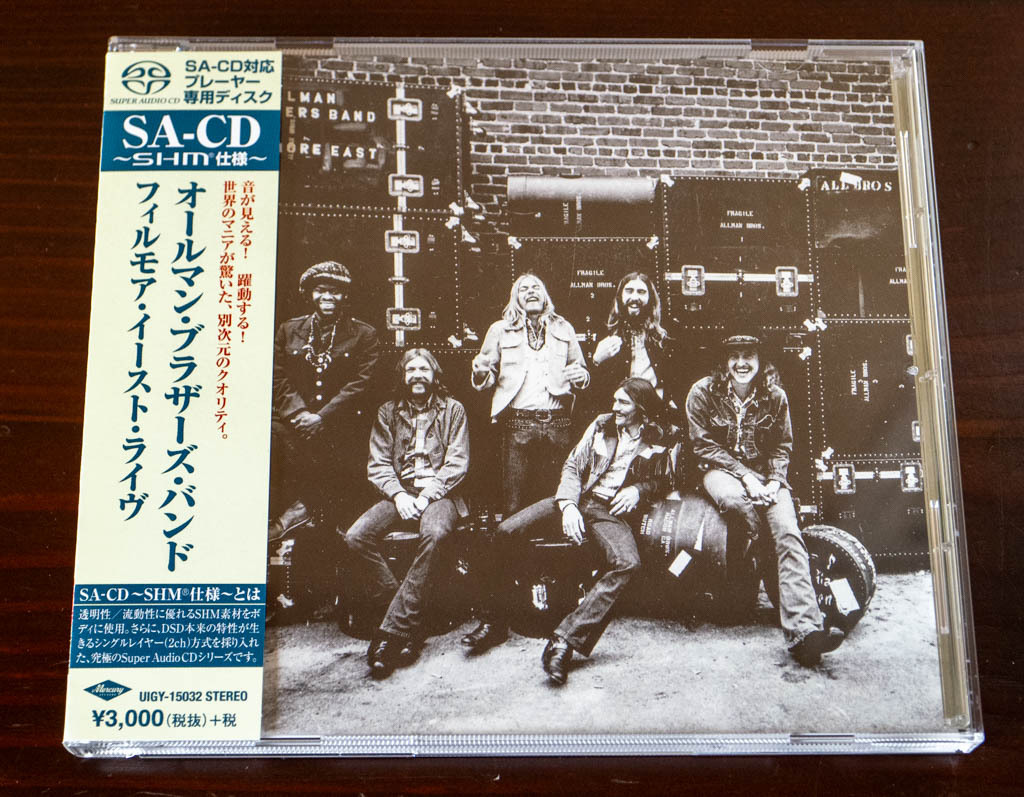 SUPER AUDIO CD
SA-CD対応
プレーヤー
専用ディスク
SA-CD
～SHM®仕様～
音が見える！ 躍動する！
世界のマニアが驚いた、別次元のクオリティ。
オールマン・ブラザーズ・バンド
フィルモア・イースト・ライヴ
SA-CD～SHM®仕様～とは
透明性／流動性に優れるSHM素材をボ
ディに使用。さらに、DSD本来の特性が生
きるシングルレイヤー(2ch)方式を採り入れ
た、究極のSuper Audio CDシリーズです。
Mercury
UIGY-15032 STEREO
¥3,000(税抜)+税
LMAN
ERS BAND
ORE EAST
ALL BROS
FRAGILE
ALLMAN BROS.
FRAGILE
ALLMAN BROS.
2